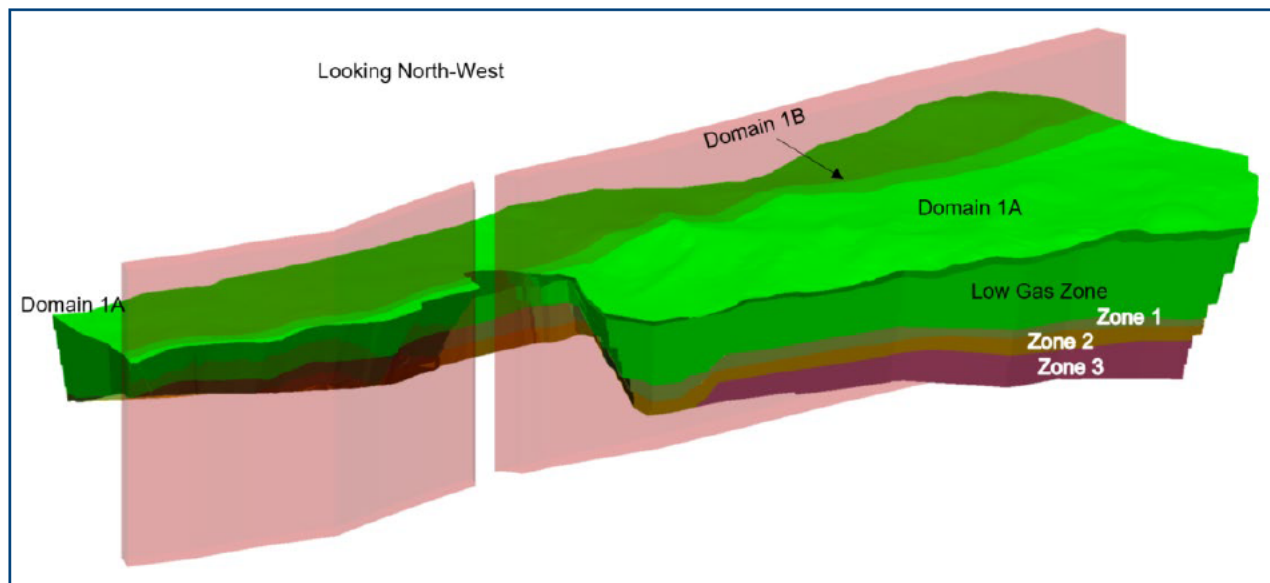 Looking North-West
Domain 1B
Domain 1A
Domain 1A
Low Gas Zone
Zone 1
Zone 2
Zone 3